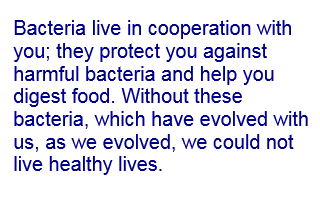 Bacteria live in cooperation with
you; they protect you against
harmful bacteria and help you
digest food. Without these
bacteria, which have evolved with
us, as we evolved, we could not
live healthy lives.